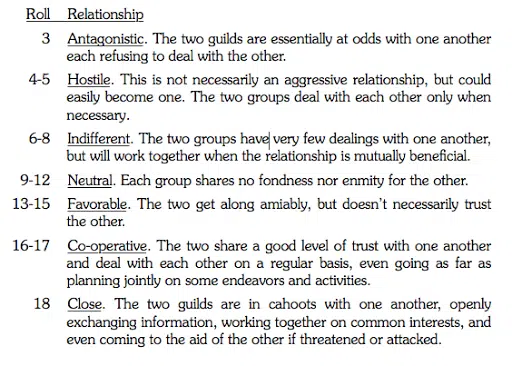 Roll Relationship
3 Antagonistic. The two guilds are essentially at odds with one another
each refusing to deal with the other.
4-5 Hostile. This is not necessarily an aggressive relationship, but could
easily become one. The two groups deal with each other only when
necessary.
6-8 Indifferent. The two groups have very few dealings with one another,
but will work together when the relationship is mutually beneficial.
9-12 Neutral. Each group shares no fondness nor enmity for the other.
13-15 Favorable. The two get along amiably, but doesn't necessarily trust
the other.
16-17 Co-operative. The two share a good level of trust with one another
and deal with each other on a regular basis, even going as far as
planning jointly on some endeavors and activities.
18 Close. The two guilds are in cahoots with one another, openly
exchanging information, working together on common interests, and
even coming to the aid of the other if threatened or attacked.